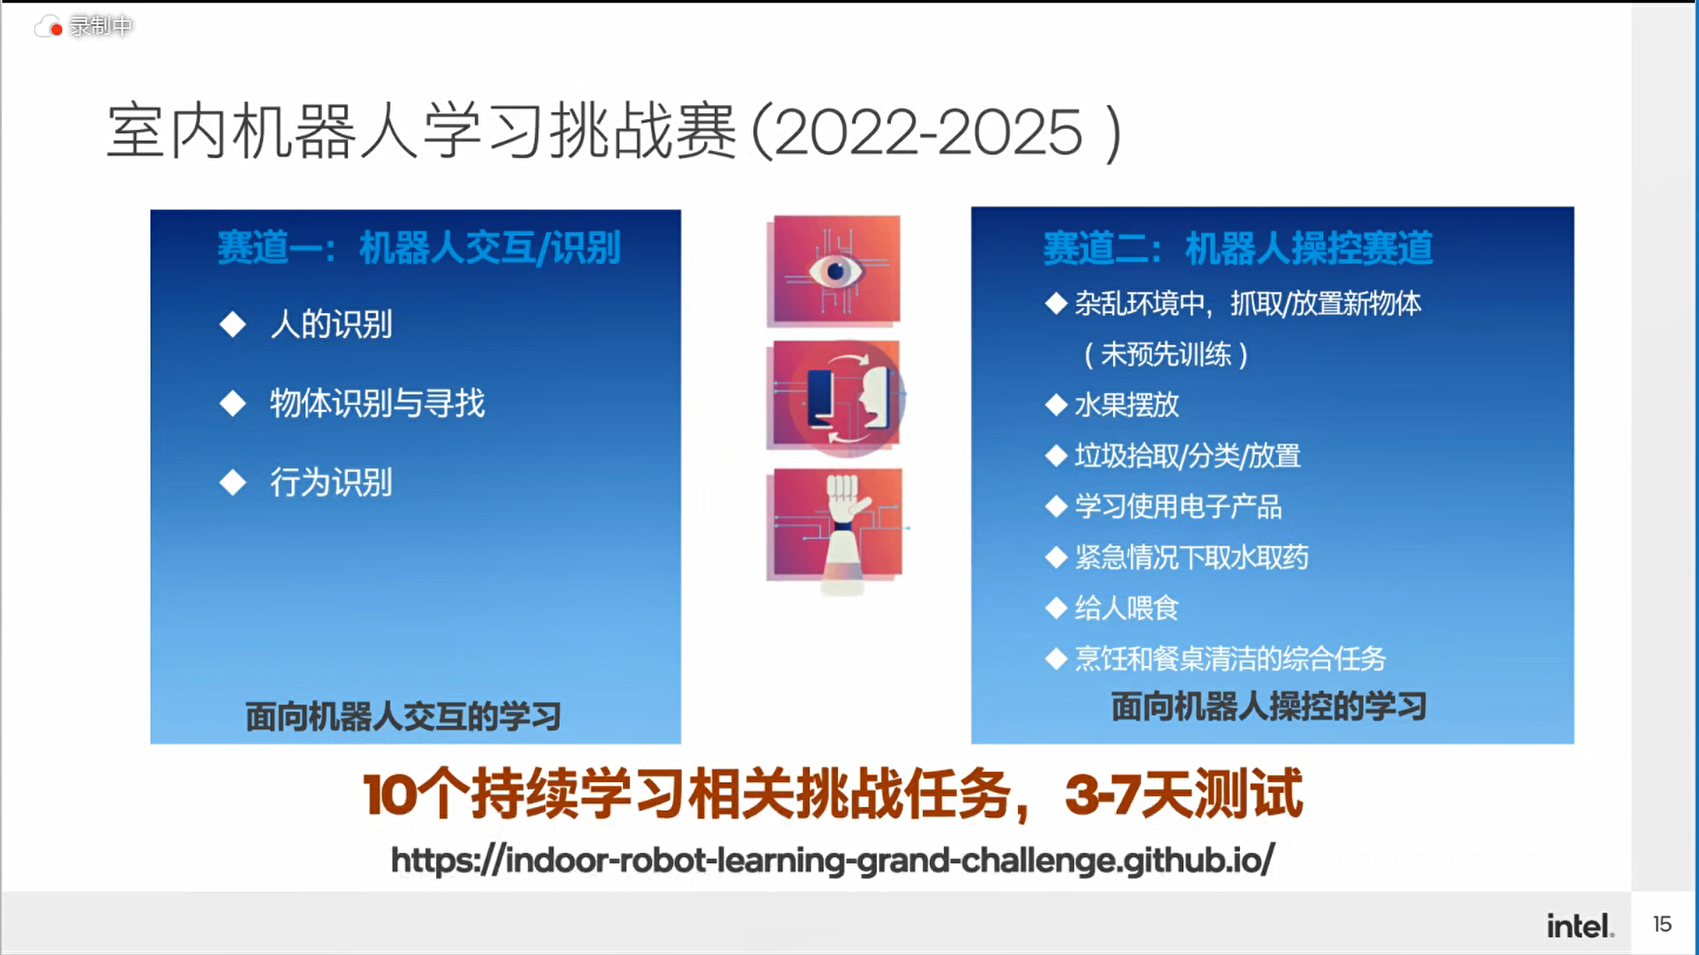 录制中
室内机器人学习挑战赛(2022-2025 )
赛道一：机器人交互/识别
◆ 人的识别
◆ 物体识别与寻找
◆ 行为识别
面向机器人交互的学习
赛道二：机器人操控赛道
◆ 杂乱环境中，抓取/放置新物体
（未预先训练）
◆ 水果摆放
◆ 垃圾拾取/分类/放置
◆ 学习使用电子产品
◆ 紧急情况下取水取药
◆ 给人喂食
◆ 烹饪和餐桌清洁的综合任务
面向机器人操控的学习
10个持续学习相关挑战任务，3-7天测试
https://indoor-robot-learning-grand-challenge.github.io/
intel.
15